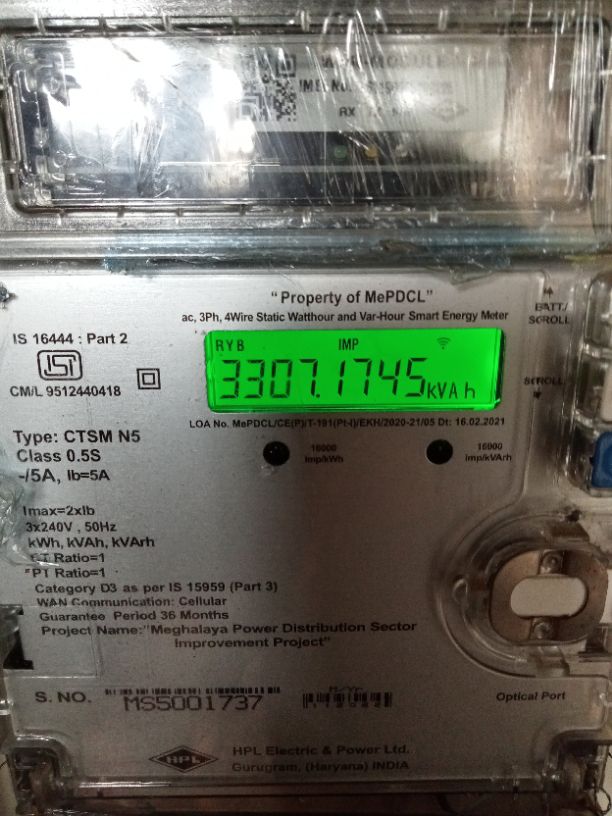 "Property of MePDCL"
ac, 3Ph, 4Wire Static Watthour and Var-Hour Smart Energy Meter
BATT/
SCROLL
IS 16444 : Part 2
CM/L 9512440418
RYB IMP
3307.1745kVAh
SCROLL
LOA No. MePDCL/CE(P)/T-191(Pt-I)/EKH/2020-21/05 Dt: 16.02.2021
Type: CTSM N5
Class 0.5S
-/5A, Ib=5A
16000
imp/kWh
16000
imp/kVArh
Imax=2xIb
3x240V, 50Hz
kWh, kVAh, kVArh
CT Ratio=1
PT Ratio=1
Category D3 as per IS 15959 (Part 3)
WAN Communication: Cellular
Guarantee Period 36 Months
Project Name:"Meghalaya Power Distribution Sector
Improvement Project"
S. NO. MS5001737
M/Yr.
Optical Port
HPL
HPL Electric & Power Ltd.
Gurugram, (Haryana) INDIA